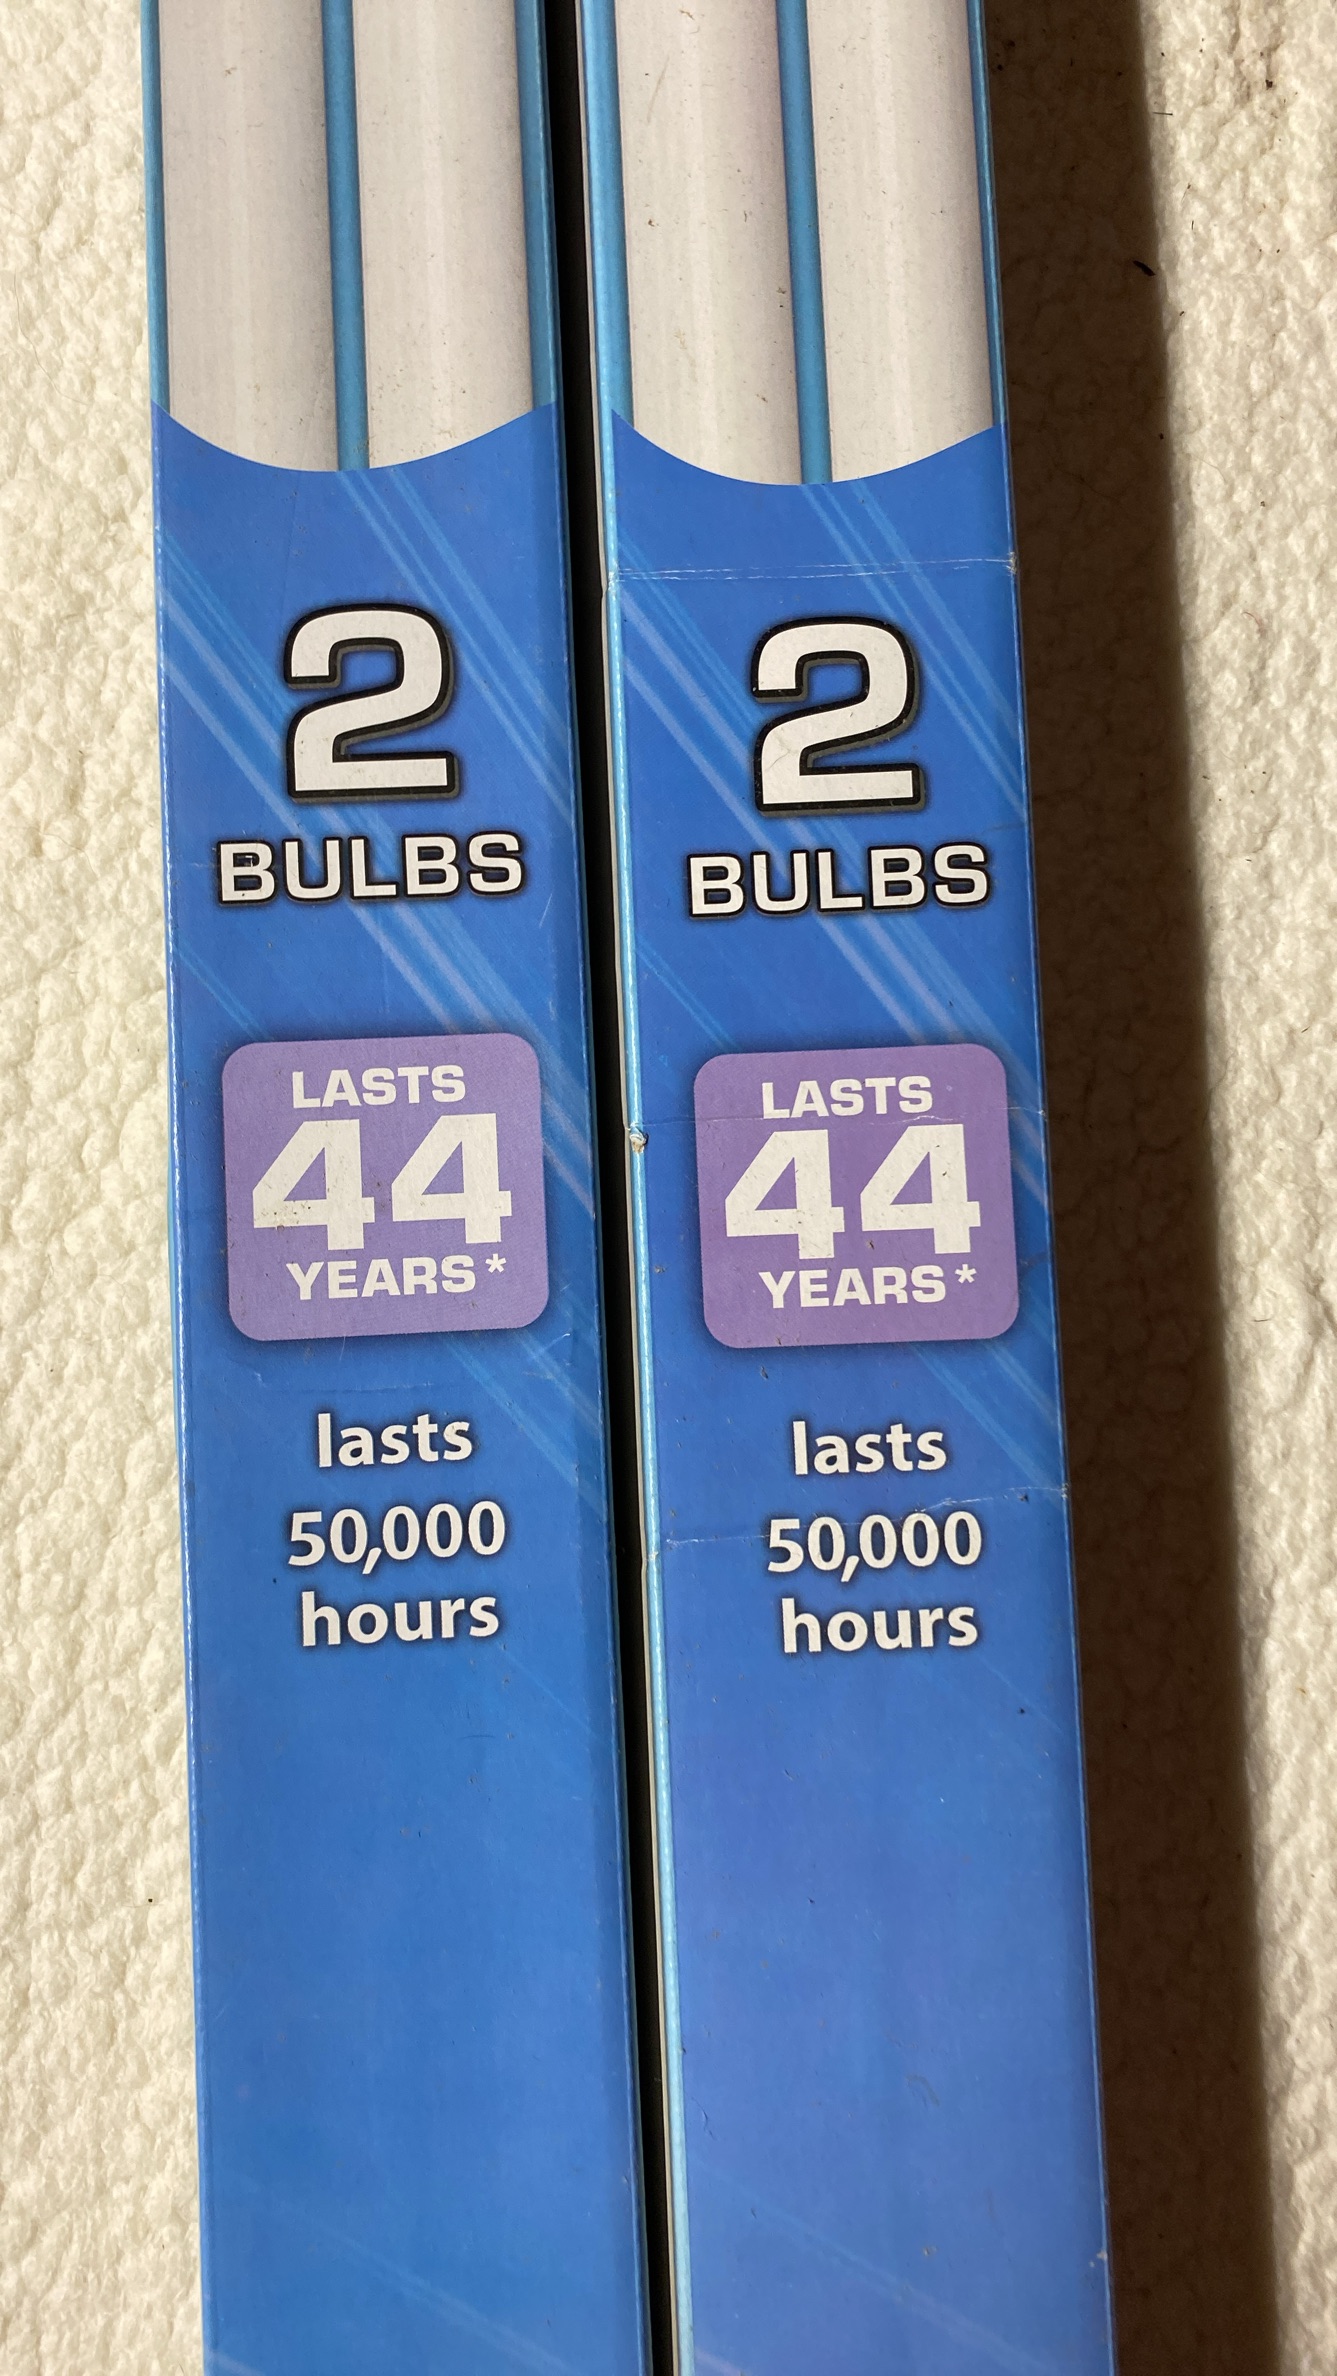 2
BULBS
LASTS
44
YEARS*
lasts
50,000
hours
2
BULBS
LASTS
44
YEARS*
lasts
50,000
hours